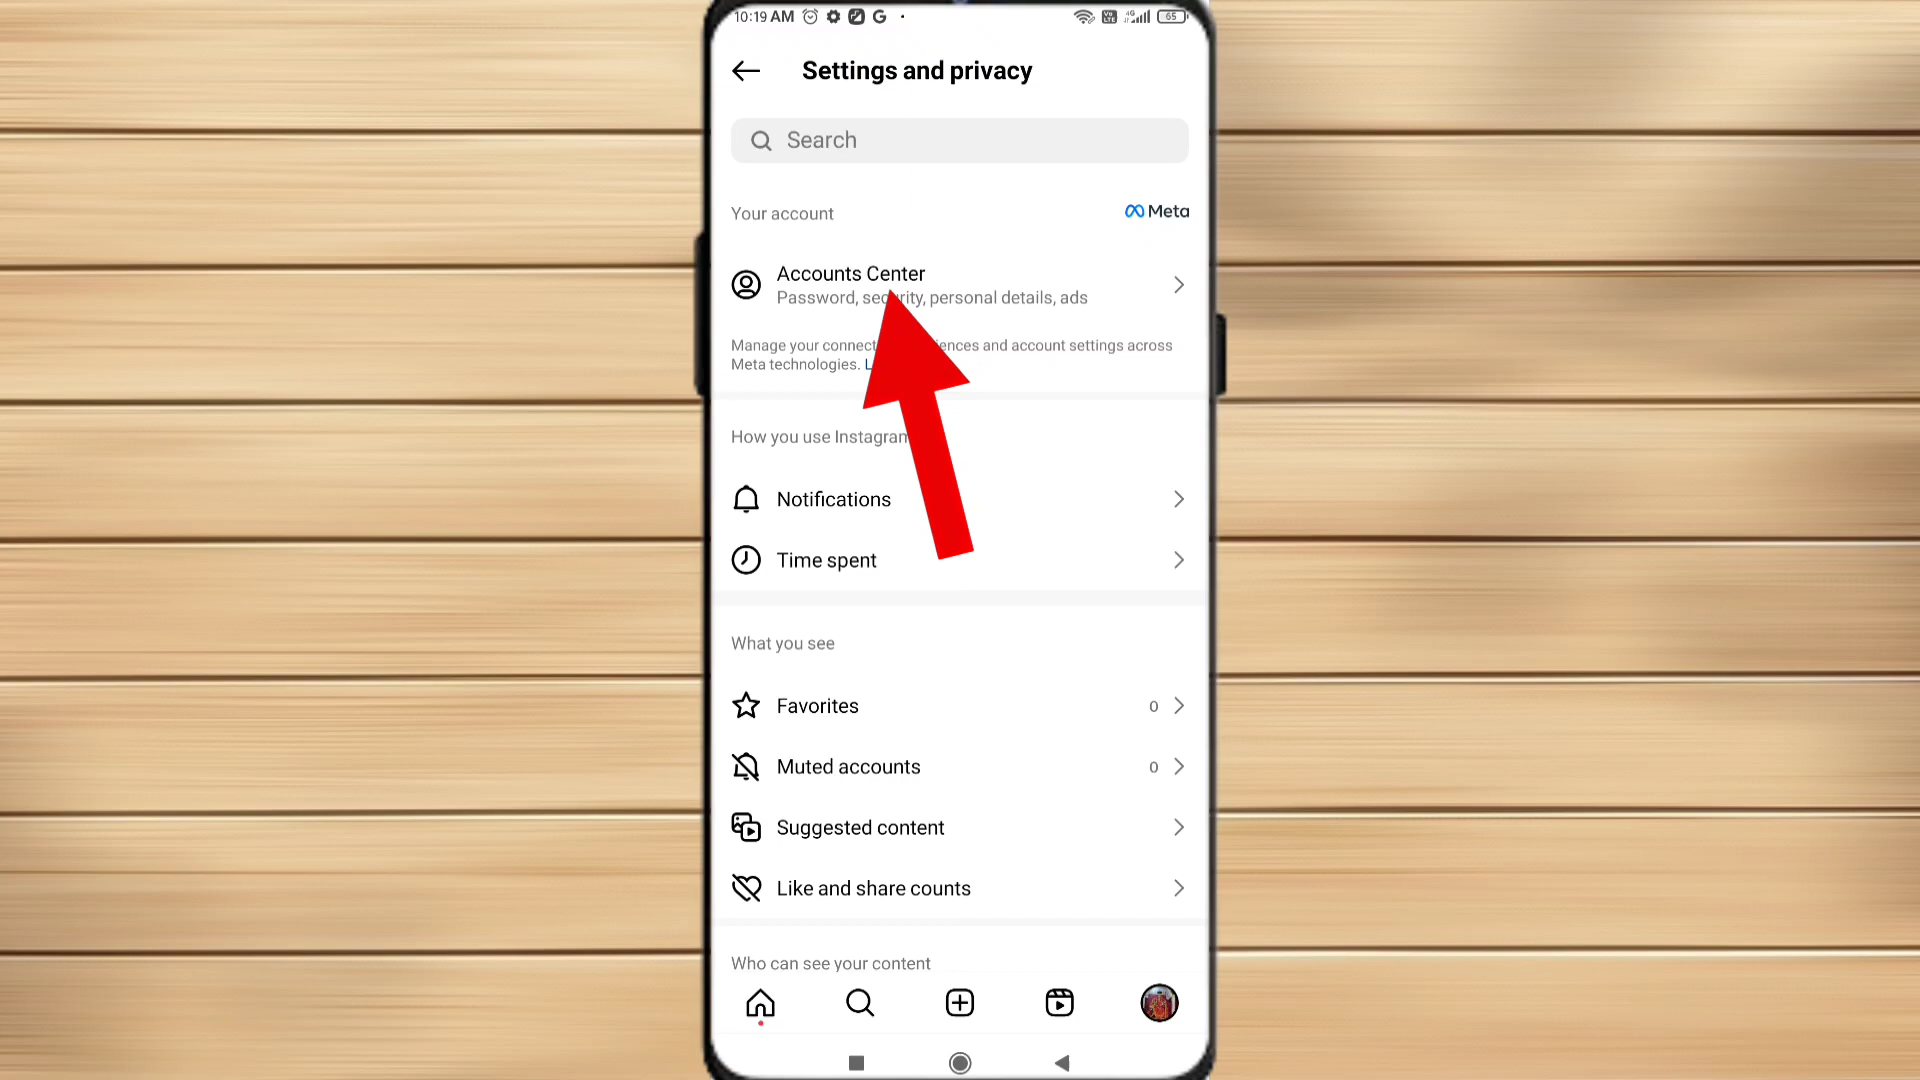 10:19 AM
65
Settings and privacy
Search
Your account
Meta
Accounts Center
Password, security, personal details, ads
Manage your connect ences and account settings across
Meta technologies. L
How you use Instagram
Notifications
Time spent
What you see
Favorites 0
Muted accounts 0
Suggested content
Like and share counts
Who can see your content